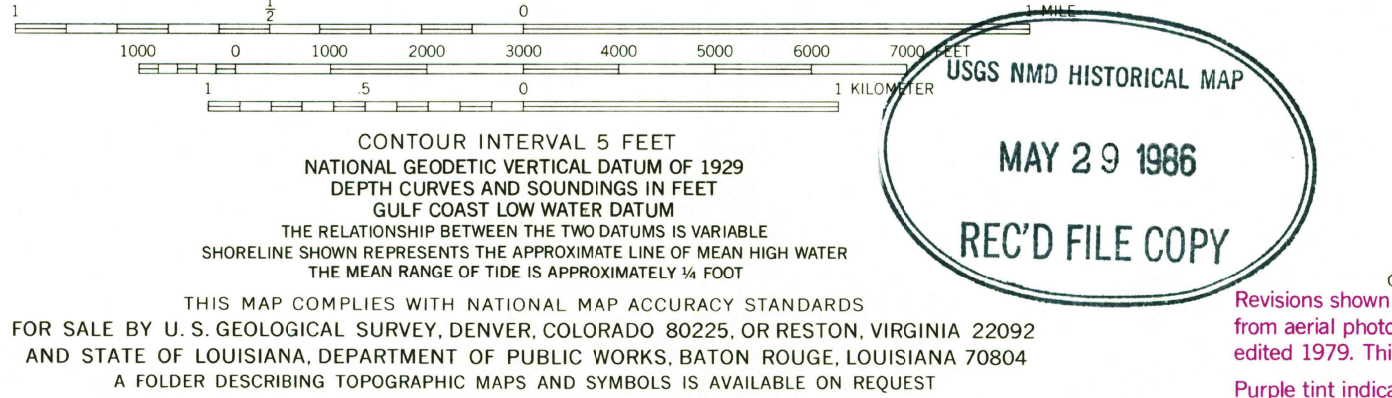 1 ½ 0 1 MILE
1000 0 1000 2000 3000 4000 5000 6000 7000 FEET
1 .5 0 1 KILOMETER
CONTOUR INTERVAL 5 FEET
NATIONAL GEODETIC VERTICAL DATUM OF 1929
DEPTH CURVES AND SOUNDINGS IN FEET
GULF COAST LOW WATER DATUM
THE RELATIONSHIP BETWEEN THE TWO DATUMS IS VARIABLE
SHORELINE SHOWN REPRESENTS THE APPROXIMATE LINE OF MEAN HIGH WATER
THE MEAN RANGE OF TIDE IS APPROXIMATELY ¼ FOOT
THIS MAP COMPLIES WITH NATIONAL MAP ACCURACY STANDARDS
FOR SALE BY U. S. GEOLOGICAL SURVEY, DENVER, COLORADO 80225, OR RESTON, VIRGINIA 22092
AND STATE OF LOUISIANA, DEPARTMENT OF PUBLIC WORKS, BATON ROUGE, LOUISIANA 70804
A FOLDER DESCRIBING TOPOGRAPHIC MAPS AND SYMBOLS IS AVAILABLE ON REQUEST
USGS NMD HISTORICAL MAP
MAY 29 1986
REC'D FILE COPY
Revisions shown
from aerial photo
edited 1979. Thi
Purple tint indica